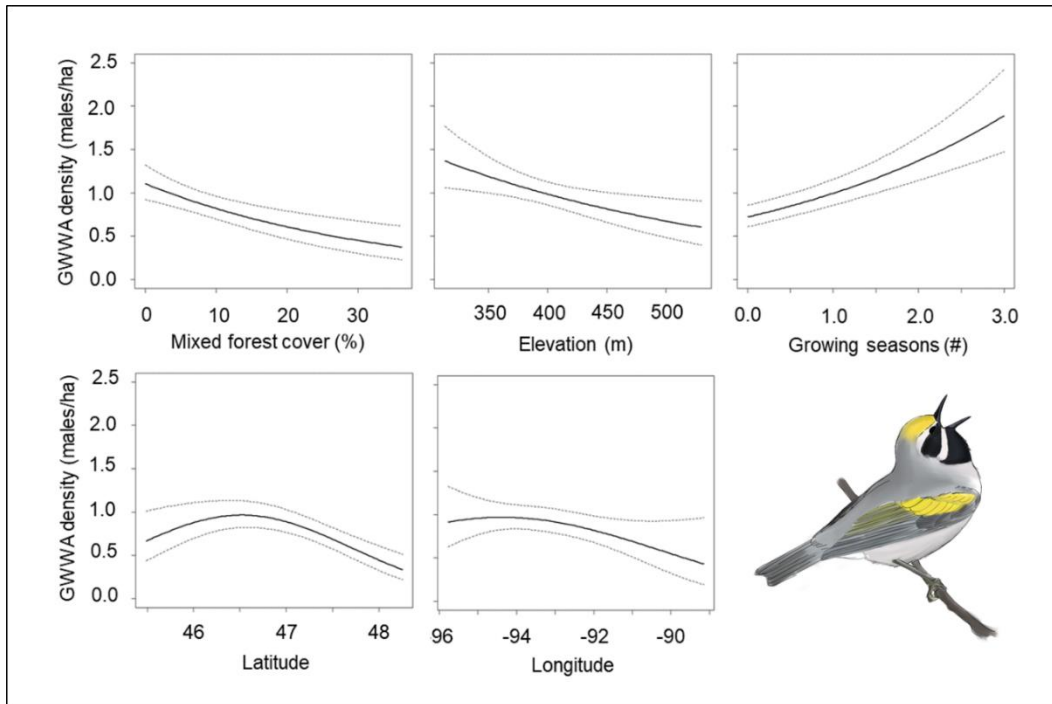 GWWA density (males/ha)
2.5
2.0
1.5
1.0
0.5
0.0
0 10 20 30
Mixed forest cover (%)
350 400 450 500
Elevation (m)
0.0 1.0 2.0 3.0
Growing seasons (#)
GWWA density (males/ha)
2.5
2.0
1.5
1.0
0.5
0.0
46 47 48
Latitude
96 -94 -92 -90
Longitude